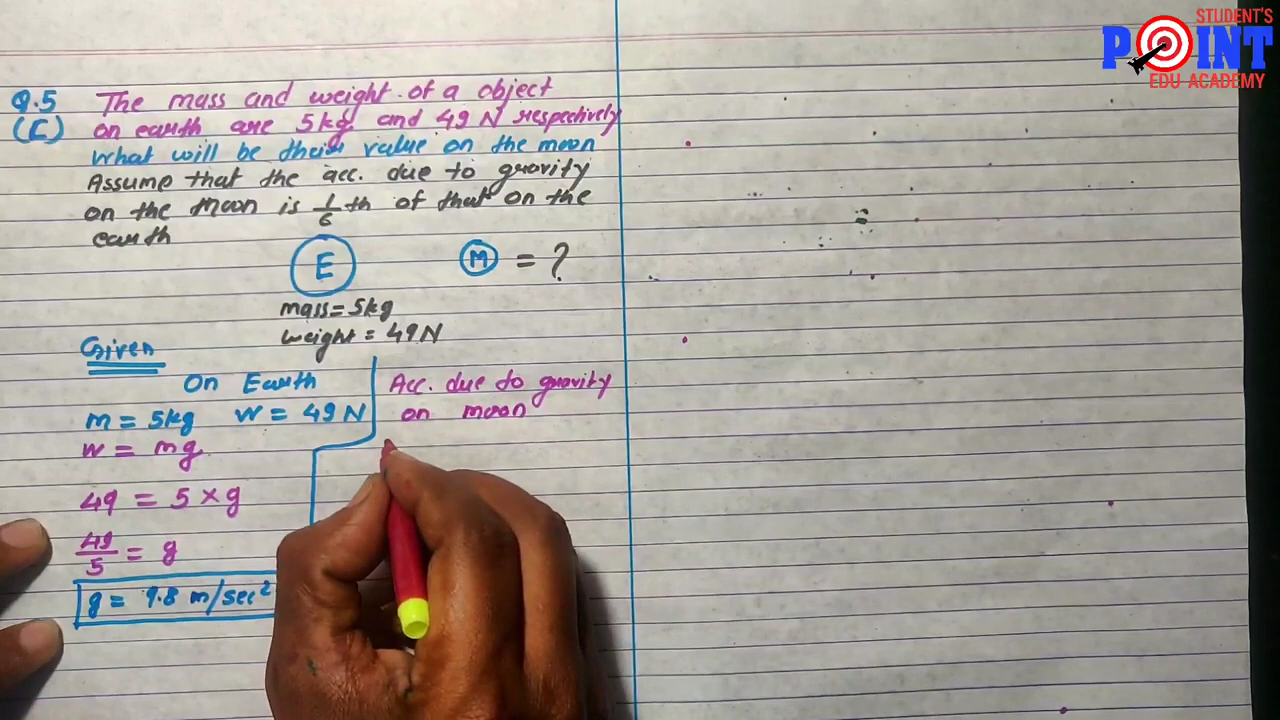 STUDENT'S
POINT
EDU ACADEMY
Q.5 The mass and weight of a object
(C) on earth are 5kg and 49 N respectively
What will be their value on the moon
Assume that the acc. due to gravity
on the moon is 1/6 th of that on the
earth
E M = ?
mass = 5kg
weight = 49 N
Given
On Earth
m = 5kg W = 49 N
W = mg
49 = 5 × g
49/5 = g
g = 9.8 m/sec²
Acc. due to gravity
on moon
=